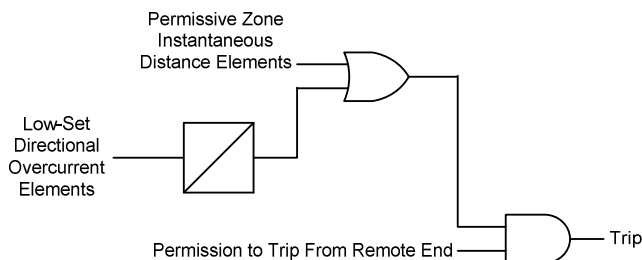 Permissive Zone
Instantaneous
Distance Elements
Low-Set
Directional
Overcurrent
Elements
Trip
Permission to Trip From Remote End